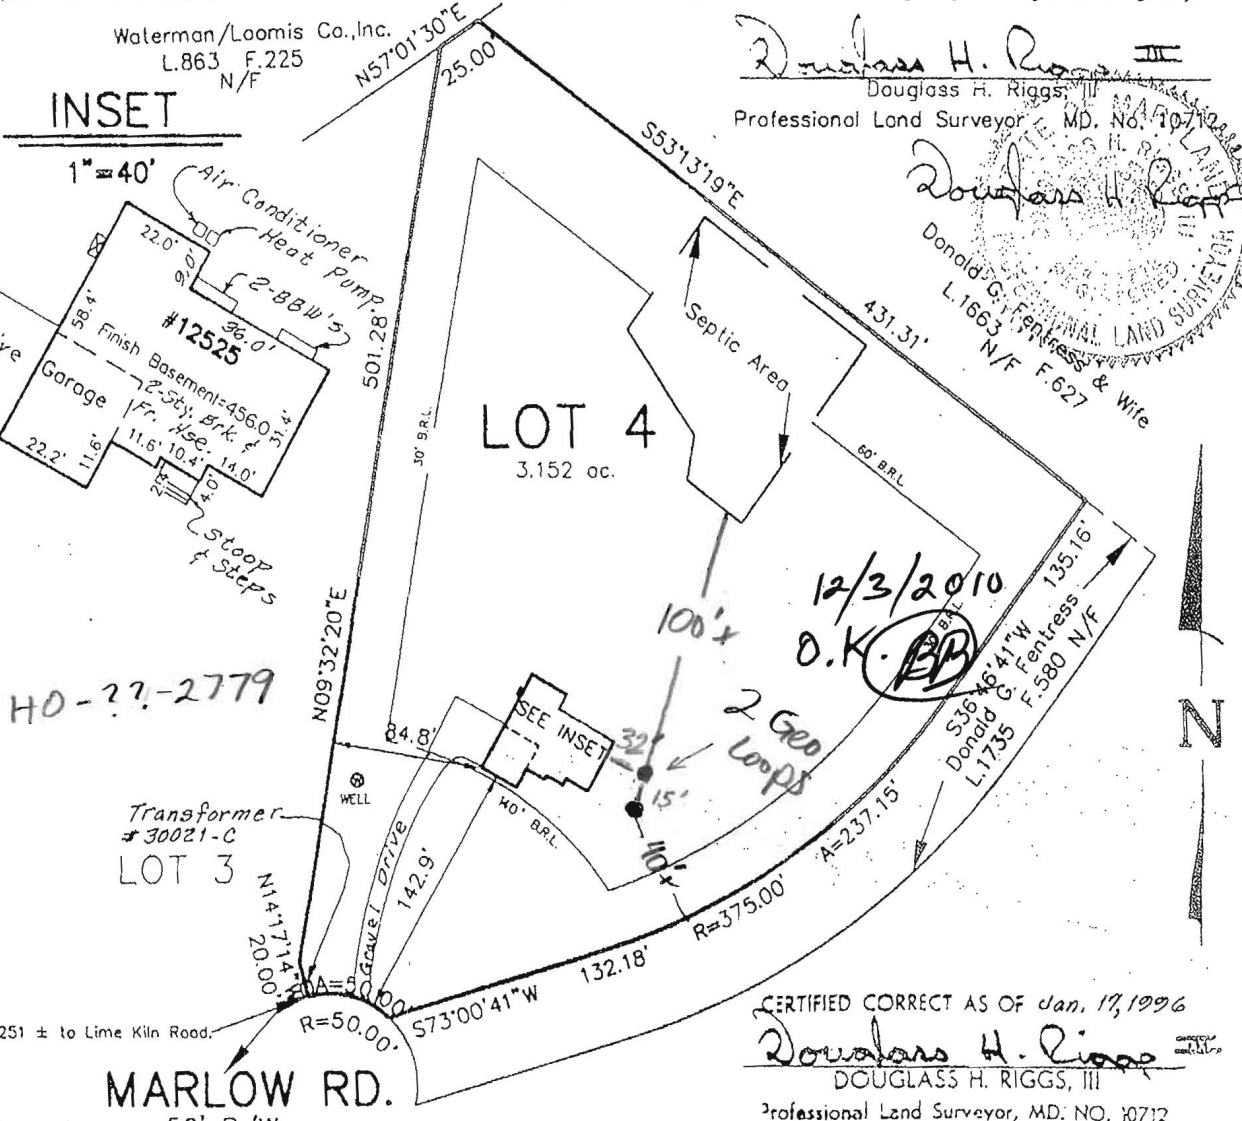 Waterman/Loomis Co.,Inc.
L.863 F.225
N/F
INSET
1"=40'
N57°01'30"E
25.00'
Douglass H. Riggs III
Douglass H. Riggs, III
Professional Land Surveyor MD. No. 10712
Douglass H. Riggs
S53°13'19"E
431.31'
Donald G. Fentress & Wife
L.1663 F.627
N/F
Air Conditioner
Heat Pump
2-BBW's
22.0'
9.0'
36.0'
58.4'
#12525
Finish Basement=456.0
2-Sty. Brk. &
Fr. Hse.
Garage
31.4'
22.2'
11.6'
11.6'
10.4'
14.0'
4.0'
Stoop
& Steps
501.28'
N09°32'20"E
30' B.R.L.
LOT 4
3.152 ac.
Septic Area
60' B.R.L.
12/3/2010
O.K. BB
B.R.L.
135.16'
S36°46'41"W
Donald G. Fentress
L.1735 F.580 N/F
N
HO-??-2779
100'+
2 Geo
Loops
SEE INSET
32'
15'
40'+
84.8'
WELL
40' B.R.L.
Transformer
#30021-C
LOT 3
Gravel Drive
142.9'
A=237.15'
R=375.00'
132.18'
S73°00'41"W
N14°17'14"W
20.00'
A=50.00'
R=50.00'
251 ± to Lime Kiln Road.
MARLOW RD.
50' R/W
CERTIFIED CORRECT AS OF Jan. 17, 1996
Douglass H. Riggs III
DOUGLASS H. RIGGS, III
Professional Land Surveyor, MD. NO. 10712